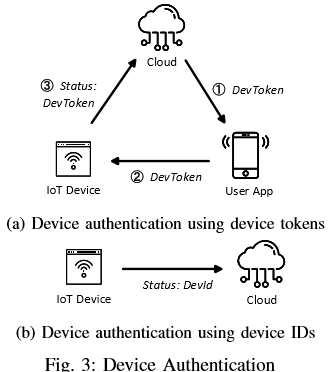 Cloud
③ Status:
DevToken
① DevToken
IoT Device
② DevToken
User App
(a) Device authentication using device tokens
IoT Device
Status: DevId
Cloud
(b) Device authentication using device IDs
Fig. 3: Device Authentication